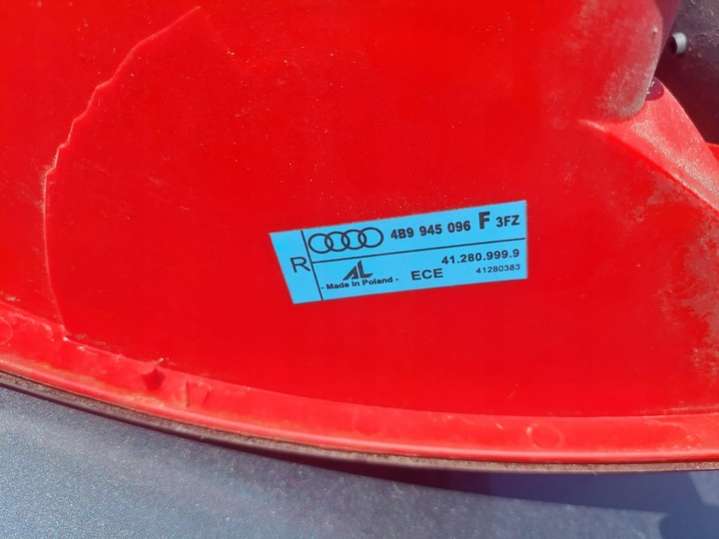 R
4B9 945 096 F 3FZ
41.280.999.9
AL
- Made in Poland - ECE 41280383